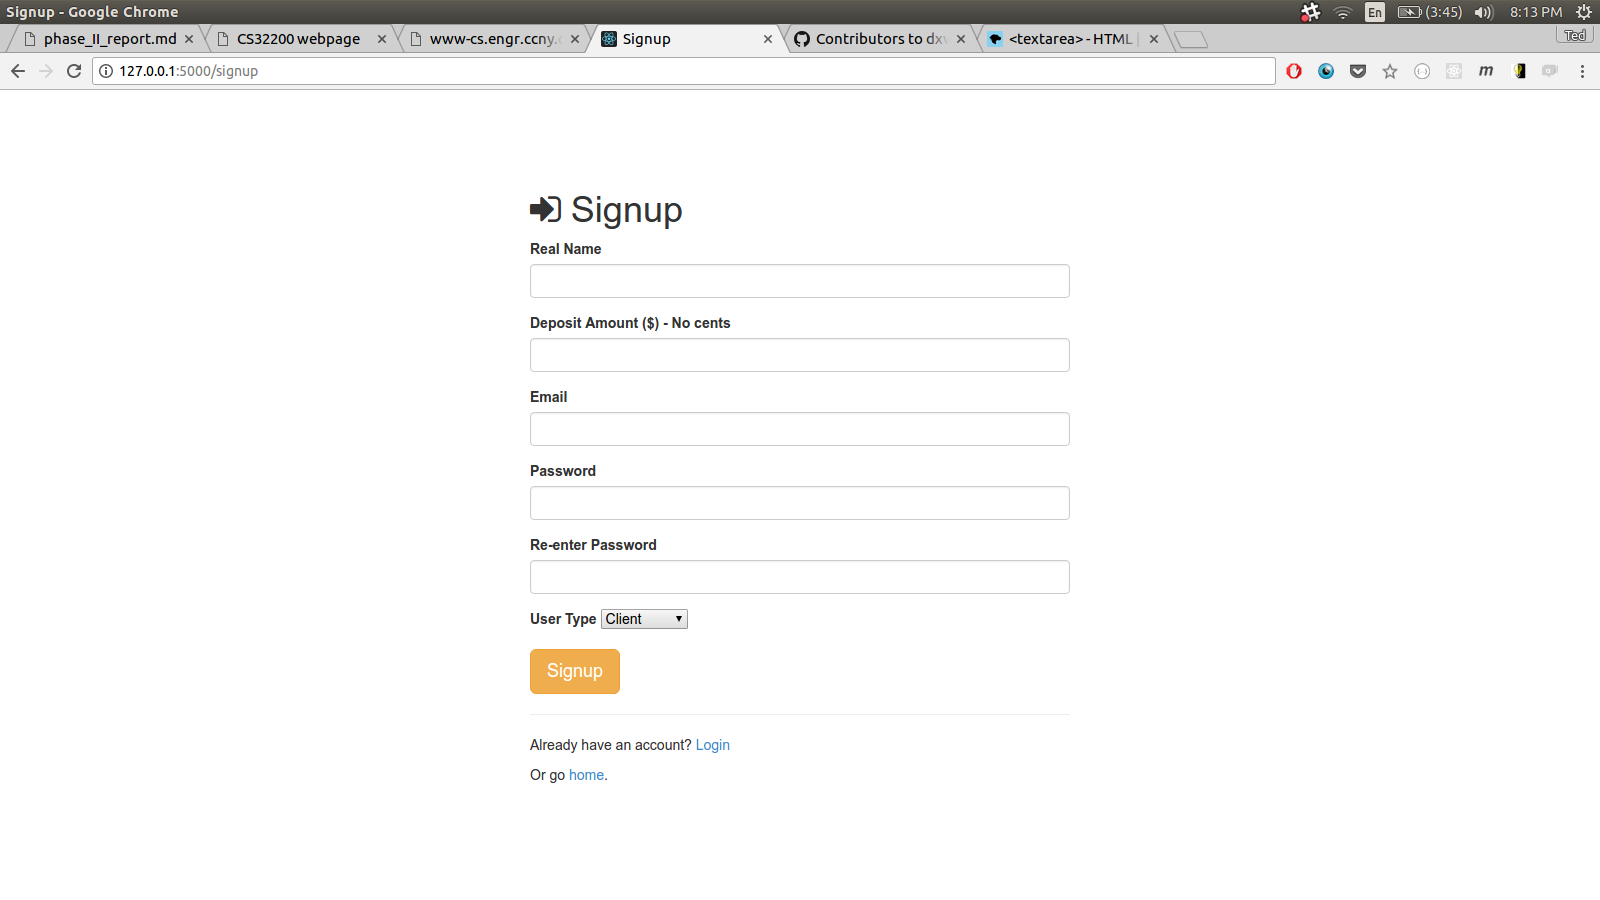 Signup - Google Chrome
En
(3:45)
8:13 PM
phase_II_report.md
CS32200 webpage
www-cs.engr.ccny.
Signup
Contributors to dxv
<textarea> - HTML
Ted
127.0.0.1:5000/signup
m
Signup
Real Name
Deposit Amount ($) - No cents
Email
Password
Re-enter Password
User Type Client
Signup
Already have an account? Login
Or go home.